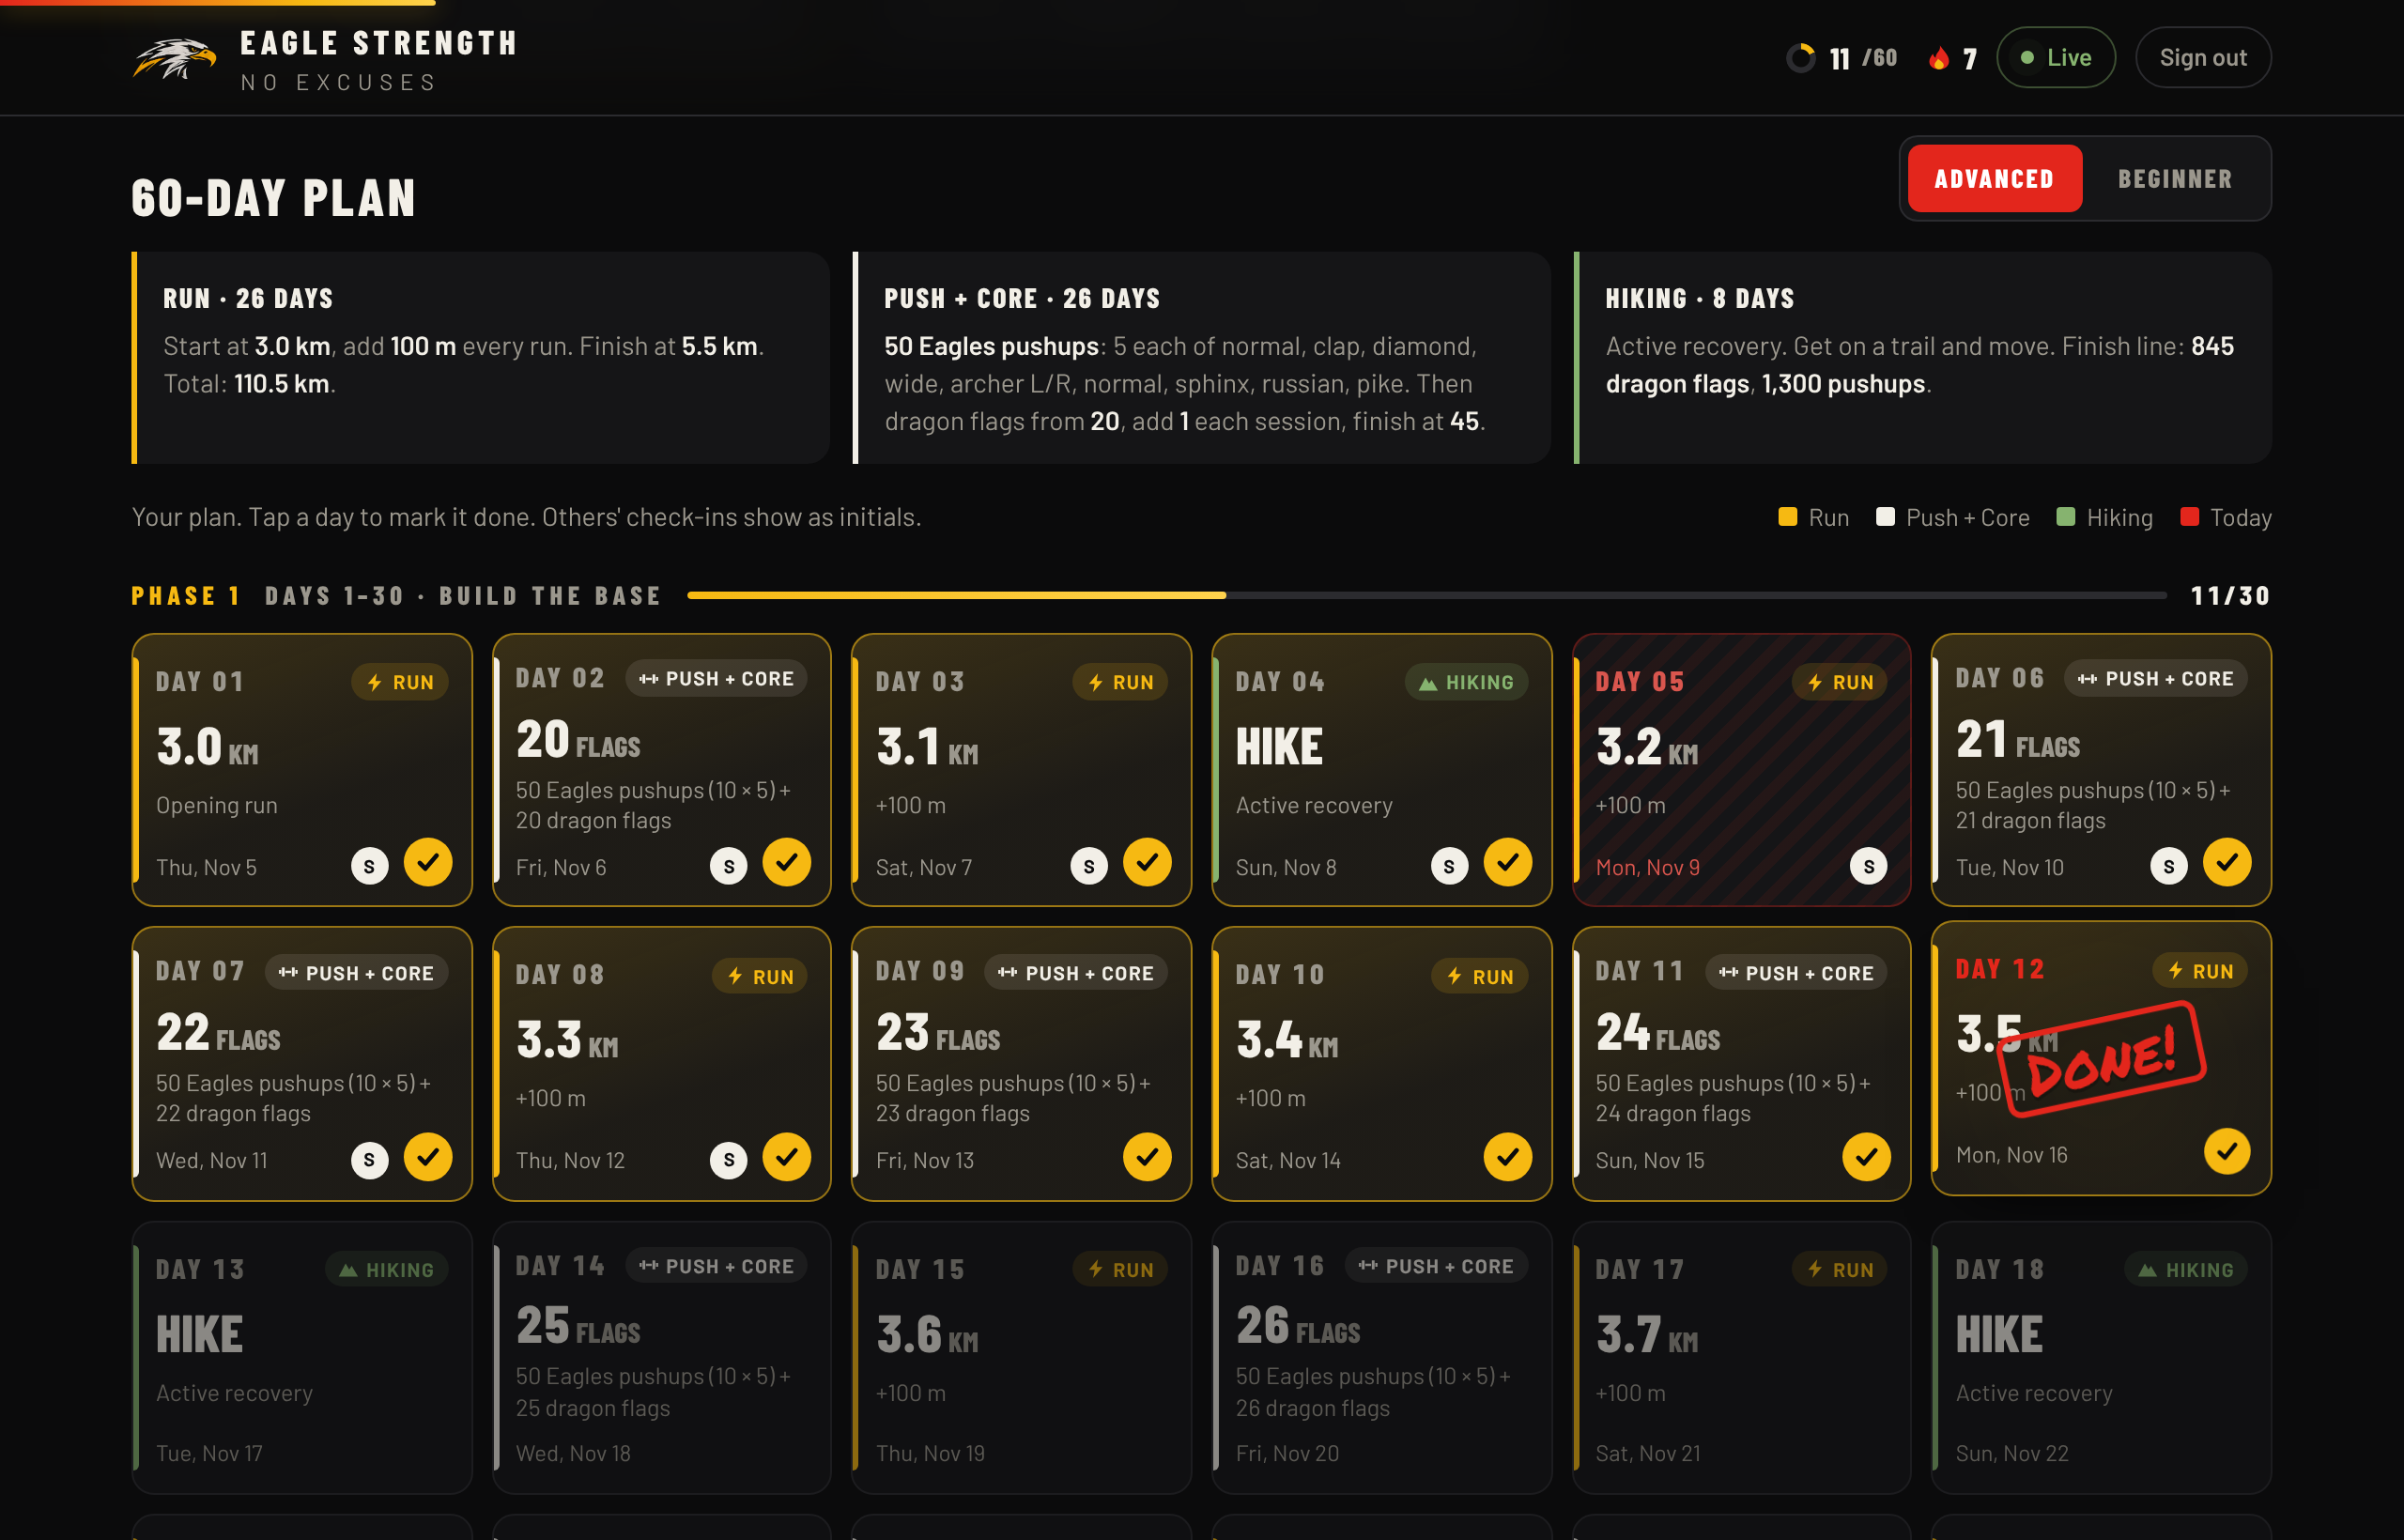 EAGLE STRENGTH
NO EXCUSES
11 /60
7
Live
Sign out
60-DAY PLAN
ADVANCED
BEGINNER
RUN · 26 DAYS
Start at 3.0 km, add 100 m every run. Finish at 5.5 km.
Total: 110.5 km.
PUSH + CORE · 26 DAYS
50 Eagles pushups: 5 each of normal, clap, diamond,
wide, archer L/R, normal, sphinx, russian, pike. Then
dragon flags from 20, add 1 each session, finish at 45.
HIKING · 8 DAYS
Active recovery. Get on a trail and move. Finish line: 845
dragon flags, 1,300 pushups.
Your plan. Tap a day to mark it done. Others' check-ins show as initials.
Run
Push + Core
Hiking
Today
PHASE 1 DAYS 1–30 · BUILD THE BASE
11/30
DAY 01
RUN
3.0 KM
Opening run
Thu, Nov 5
S
DAY 02
PUSH + CORE
20 FLAGS
50 Eagles pushups (10 × 5) +
20 dragon flags
Fri, Nov 6
S
DAY 03
RUN
3.1 KM
+100 m
Sat, Nov 7
S
DAY 04
HIKING
HIKE
Active recovery
Sun, Nov 8
S
DAY 05
RUN
3.2 KM
+100 m
Mon, Nov 9
S
DAY 06
PUSH + CORE
21 FLAGS
50 Eagles pushups (10 × 5) +
21 dragon flags
Tue, Nov 10
S
DAY 07
PUSH + CORE
22 FLAGS
50 Eagles pushups (10 × 5) +
22 dragon flags
Wed, Nov 11
S
DAY 08
RUN
3.3 KM
+100 m
Thu, Nov 12
S
DAY 09
PUSH + CORE
23 FLAGS
50 Eagles pushups (10 × 5) +
23 dragon flags
Fri, Nov 13
DAY 10
RUN
3.4 KM
+100 m
Sat, Nov 14
DAY 11
PUSH + CORE
24 FLAGS
50 Eagles pushups (10 × 5) +
24 dragon flags
Sun, Nov 15
DAY 12
RUN
3.5 KM
DONE!
+100 m
Mon, Nov 16
DAY 13
HIKING
HIKE
Active recovery
Tue, Nov 17
DAY 14
PUSH + CORE
25 FLAGS
50 Eagles pushups (10 × 5) +
25 dragon flags
Wed, Nov 18
DAY 15
RUN
3.6 KM
+100 m
Thu, Nov 19
DAY 16
PUSH + CORE
26 FLAGS
50 Eagles pushups (10 × 5) +
26 dragon flags
Fri, Nov 20
DAY 17
RUN
3.7 KM
+100 m
Sat, Nov 21
DAY 18
HIKING
HIKE
Active recovery
Sun, Nov 22